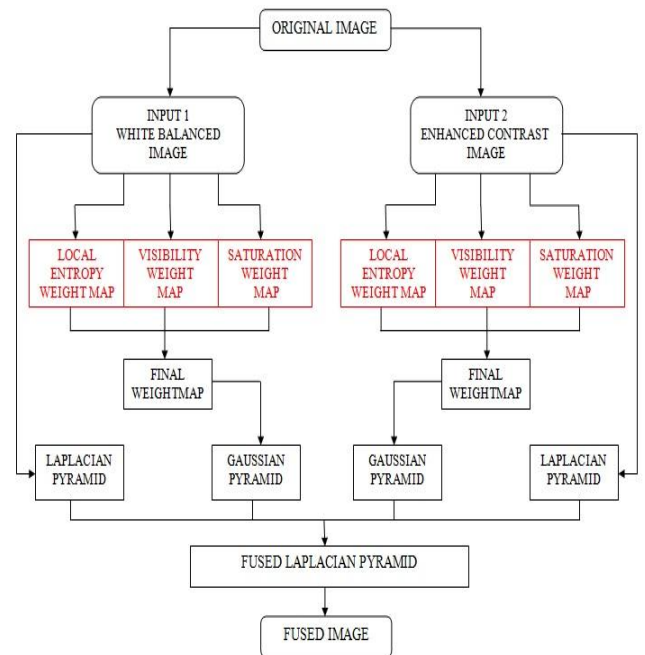 ORIGINAL IMAGE
INPUT 1
WHITE BALANCED
IMAGE
INPUT 2
ENHANCED CONTRAST
IMAGE
LOCAL
ENTROPY
WEIGHT MAP
VISIBILITY
WEIGHT
MAP
SATURATION
WEIGHT
MAP
LOCAL
ENTROPY
WEIGHT MAP
VISIBILITY
WEIGHT
MAP
SATURATION
WEIGHT
MAP
FINAL
WEIGHTMAP
FINAL
WEIGHTMAP
LAPLACIAN
PYRAMID
GAUSSIAN
PYRAMID
GAUSSIAN
PYRAMID
LAPLACIAN
PYRAMID
FUSED LAPLACIAN PYRAMID
FUSED IMAGE